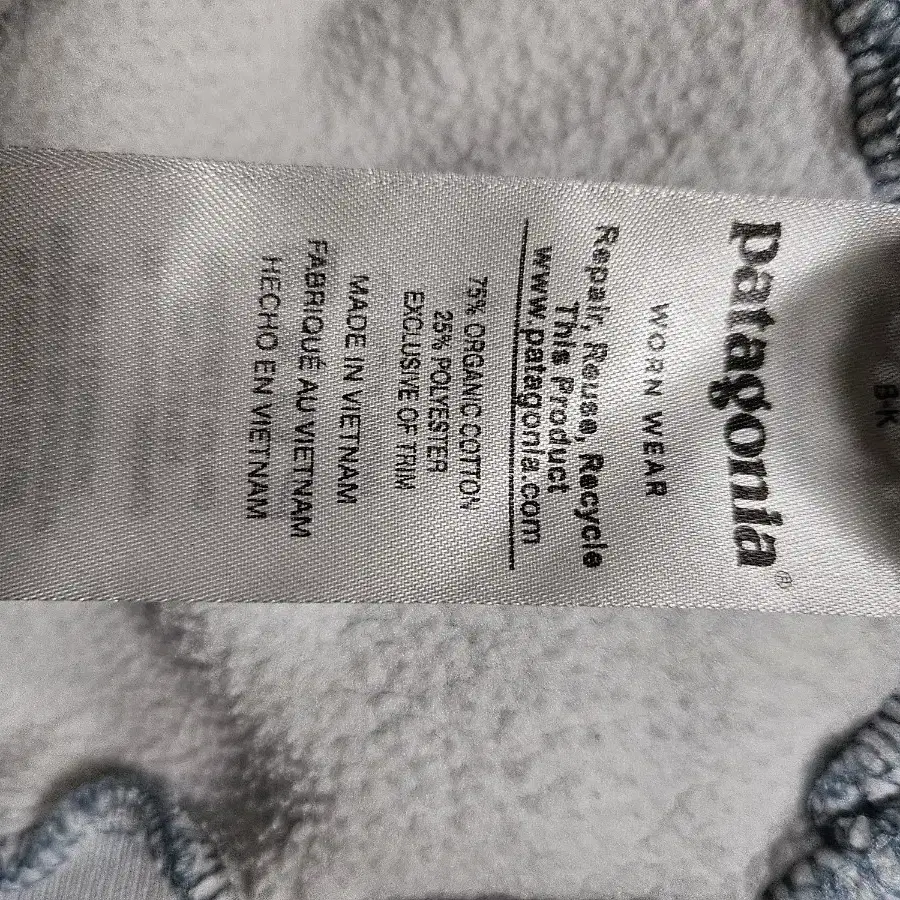 patagonia®
WORN WEAR
Repair, Reuse, Recycle
This Product
www.patagonia.com
75% ORGANIC COTTON
25% POLYESTER
EXCLUSIVE OF TRIM
MADE IN VIETNAM
FABRIQUÉ AU VIETNAM
HECHO EN VIETNAM